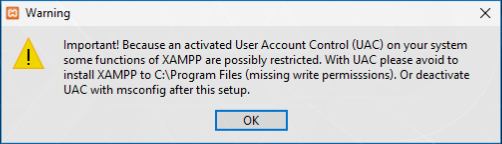 Warning
Important! Because an activated User Account Control (UAC) on your system
some functions of XAMPP are possibly restricted. With UAC please avoid to
install XAMPP to C:\Program Files (missing write permisssions). Or deactivate
UAC with msconfig after this setup.
OK